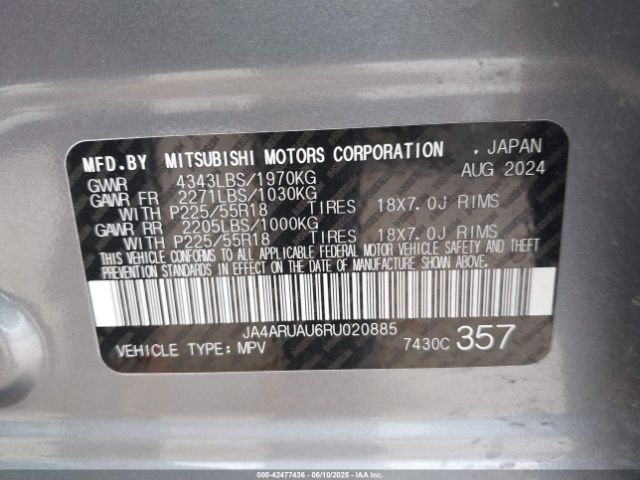 MFD.BY MITSUBISHI MOTORS CORPORATION , JAPAN
GWR 4343LBS/1970KG AUG 2024
GAWR FR 2271LBS/1030KG
WITH P225/55R18 TIRES 18X7.0J RIMS
GAWR RR 2205LBS/1000KG
WITH P225/55R18 TIRES 18X7.0J RIMS
THIS VEHICLE CONFORMS TO ALL APPLICABLE FEDERAL MOTOR VEHICLE SAFETY AND THEFT
PREVENTION STANDARDS IN EFFECT ON THE DATE OF MANUFACTURE SHOWN ABOVE.
JA4ARUAU6RU020885
VEHICLE TYPE:MPV 7430C 357
000-42477436 - 06/10/2025 - IAA Inc.